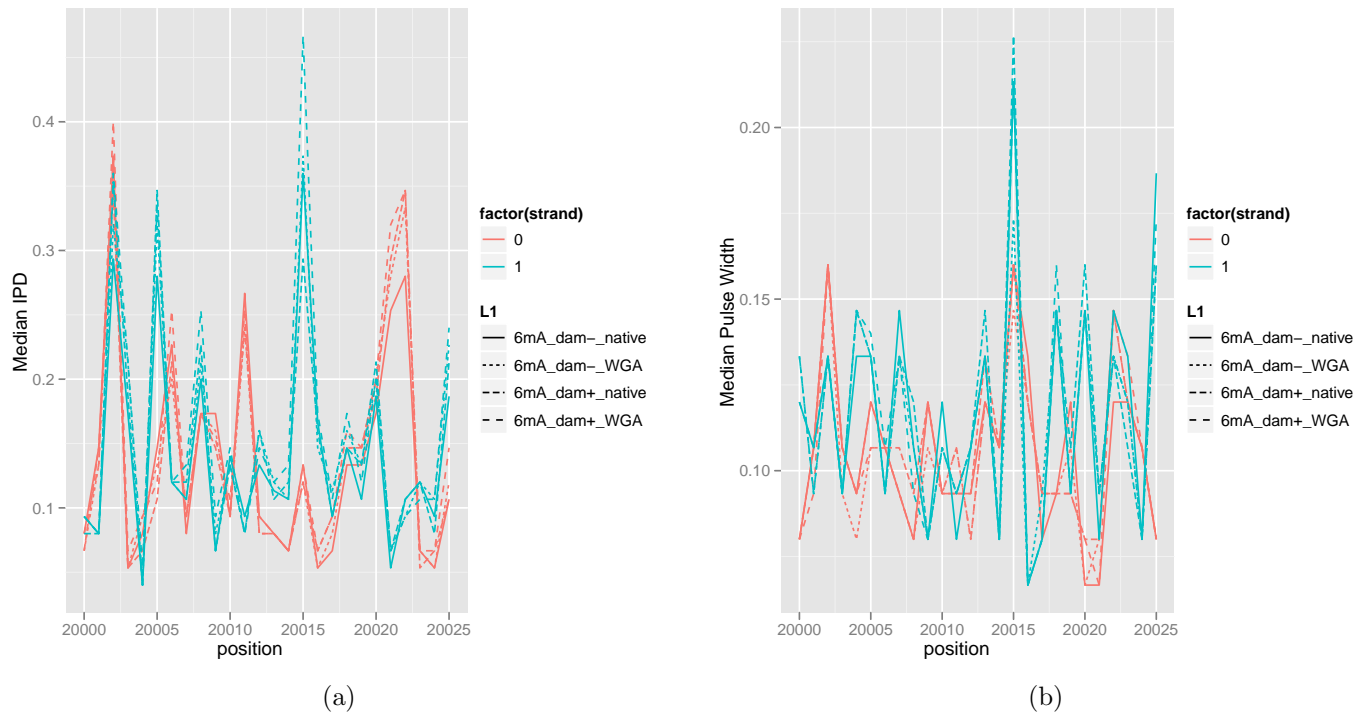 0.4
0.3
0.2
0.1
Median IPD
20000 20005 20010 20015 20020 20025
position
factor(strand)
0
1
L1
6mA_dam−_native
6mA_dam−_WGA
6mA_dam+_native
6mA_dam+_WGA
(a)
0.20
0.15
0.10
Median Pulse Width
20000 20005 20010 20015 20020 20025
position
factor(strand)
0
1
L1
6mA_dam−_native
6mA_dam−_WGA
6mA_dam+_native
6mA_dam+_WGA
(b)